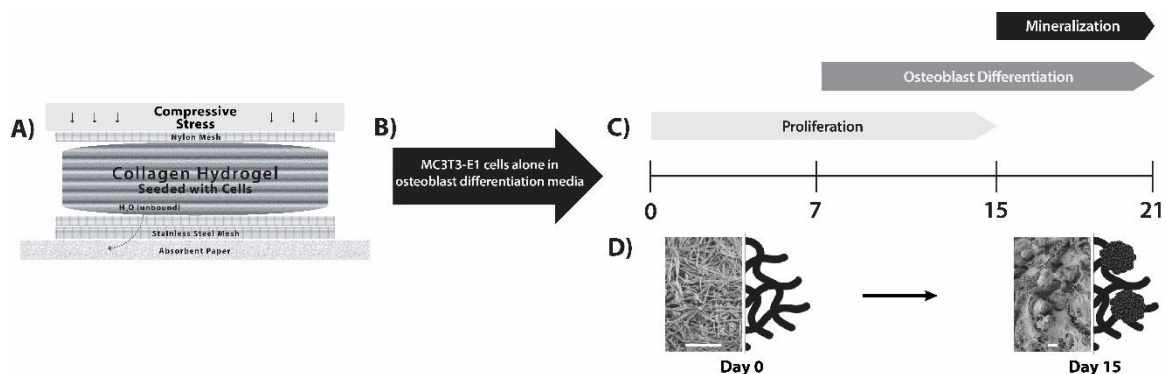 A)
Compressive
Stress
Nylon Mesh
Collagen Hydrogel
Seeded with Cells
H₂O (unbound)
Stainless Steel Mesh
Absorbent Paper
B)
MC3T3-E1 cells alone in
osteoblast differentiation media
C)
Mineralization
Osteoblast Differentiation
Proliferation
0 7 15 21
D)
Day 0
Day 15